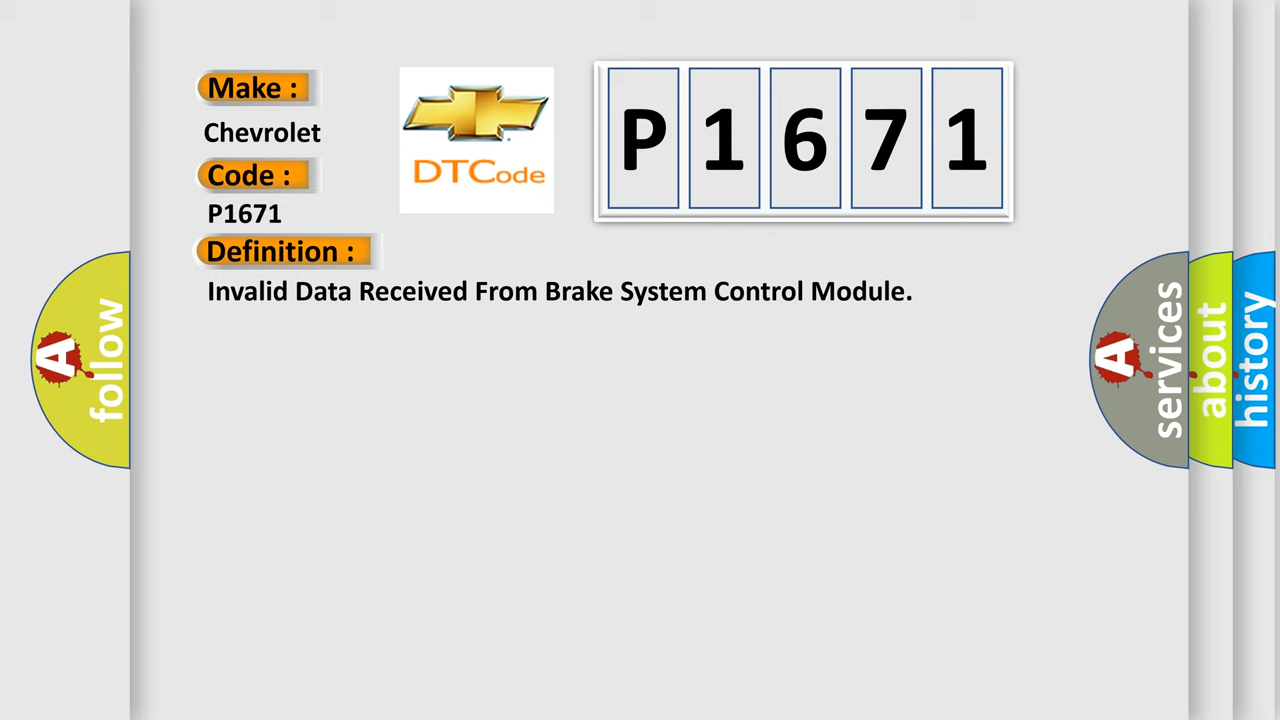 Make :
Chevrolet
Code :
P1671
Definition :
Invalid Data Received From Brake System Control Module.
DTCode
P 1 6 7 1
A
follow
A
services
about
history